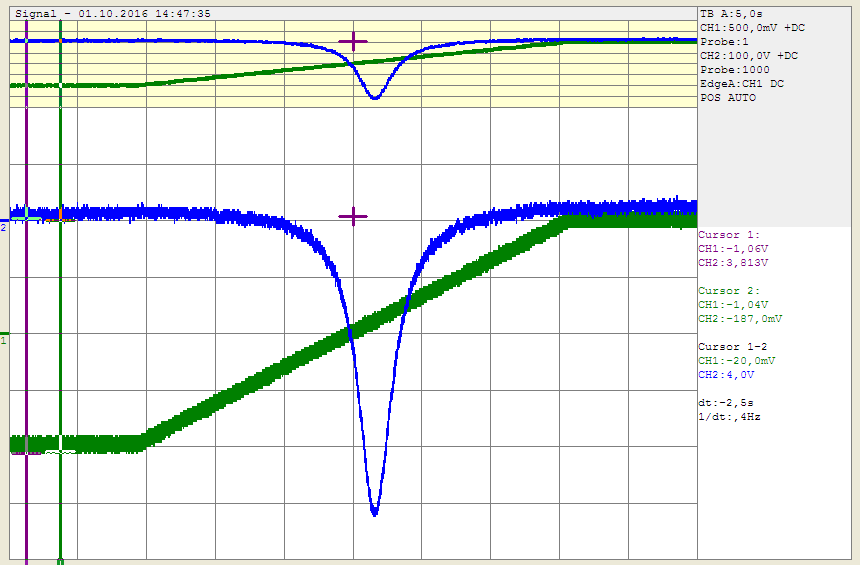 Signal - 01.10.2016 14:47:35
TB A:5,0s
CH1:500,0mV +DC
Probe:1
CH2:100,0V +DC
Probe:1000
EdgeA:CH1 DC
POS AUTO
2
1
Cursor 1:
CH1:-1,06V
CH2:3,813V
Cursor 2:
CH1:-1,04V
CH2:-187,0mV
Cursor 1-2
CH1:-20,0mV
CH2:4,0V
dt:-2,5s
1/dt:,4Hz